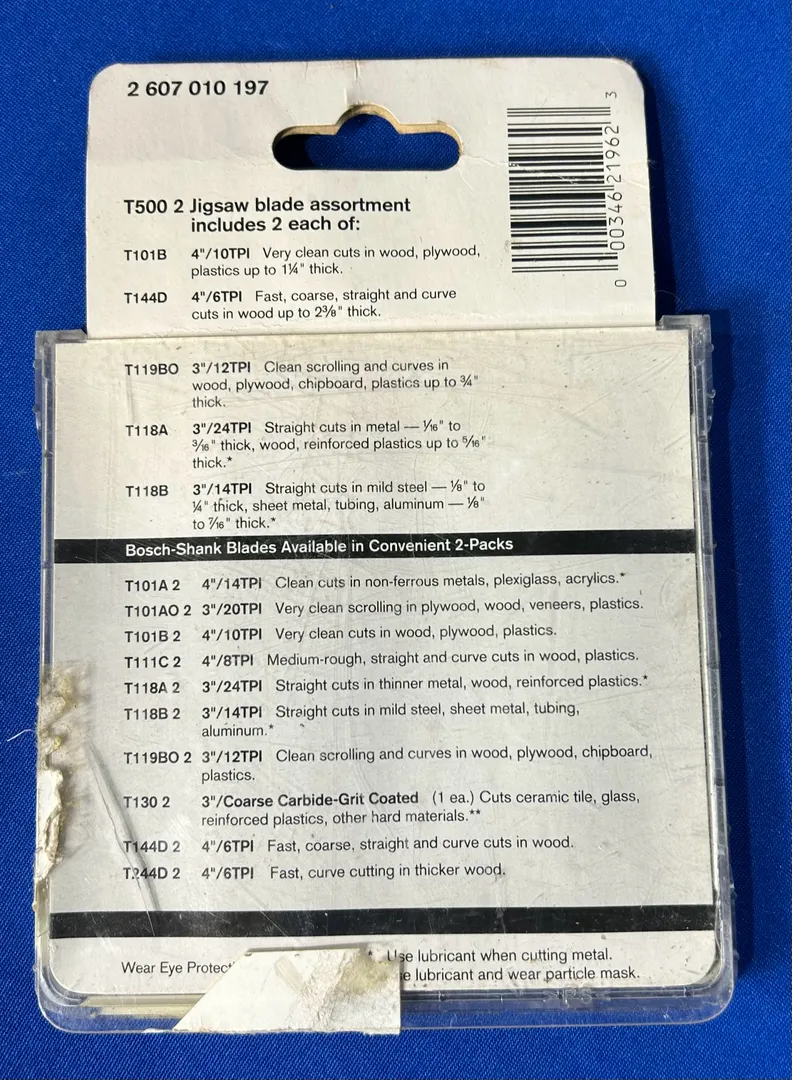 2 607 010 197
0 00346 21962 3
T500 2 Jigsaw blade assortment
includes 2 each of:
T101B 4"/10TPI Very clean cuts in wood, plywood,
plastics up to 1¼" thick.
T144D 4"/6TPI Fast, coarse, straight and curve
cuts in wood up to 2⅜" thick.
T119BO 3"/12TPI Clean scrolling and curves in
wood, plywood, chipboard, plastics up to ¾"
thick.
T118A 3"/24TPI Straight cuts in metal — 1/16" to
3/16" thick, wood, reinforced plastics up to 5/16"
thick.*
T118B 3"/14TPI Straight cuts in mild steel — ⅛" to
¼" thick, sheet metal, tubing, aluminum — ⅛"
to 7/16" thick.*
Bosch-Shank Blades Available in Convenient 2-Packs
T101A 2 4"/14TPI Clean cuts in non-ferrous metals, plexiglass, acrylics.*
T101AO 2 3"/20TPI Very clean scrolling in plywood, wood, veneers, plastics.
T101B 2 4"/10TPI Very clean cuts in wood, plywood, plastics.
T111C 2 4"/8TPI Medium-rough, straight and curve cuts in wood, plastics.
T118A 2 3"/24TPI Straight cuts in thinner metal, wood, reinforced plastics.*
T118B 2 3"/14TPI Straight cuts in mild steel, sheet metal, tubing,
aluminum.*
T119BO 2 3"/12TPI Clean scrolling and curves in wood, plywood, chipboard,
plastics.
T130 2 3"/Coarse Carbide-Grit Coated (1 ea.) Cuts ceramic tile, glass,
reinforced plastics, other hard materials.**
T144D 2 4"/6TPI Fast, coarse, straight and curve cuts in wood.
T244D 2 4"/6TPI Fast, curve cutting in thicker wood.
* Use lubricant when cutting metal.
Wear Eye lubricant and wear particle mask.